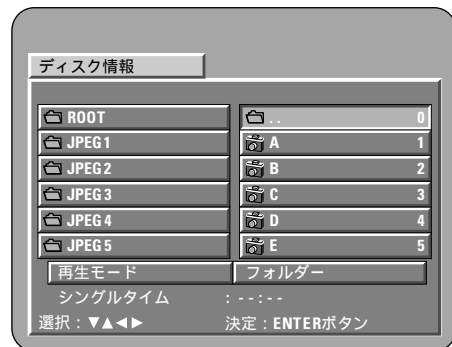 ディスク情報
ROOT
.. 0
JPEG1
A 1
JPEG2
B 2
JPEG3
C 3
JPEG4
D 4
JPEG5
E 5
再生モード
フォルダー
シングルタイム :--:--
選択:▼▲◀▶ 決定:ENTERボタン